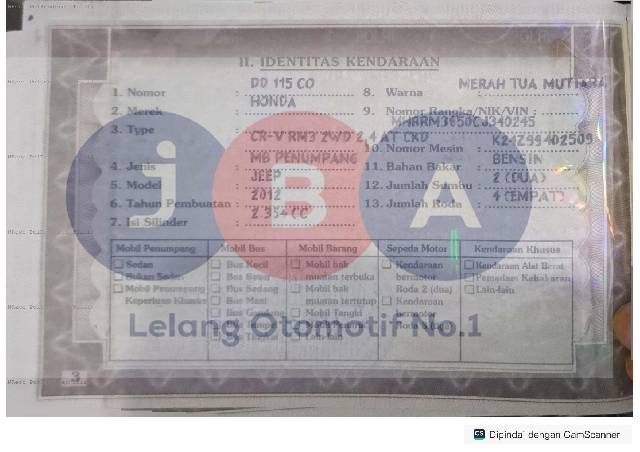 II. IDENTITAS KENDARAAN
1. Nomor : DD 115 CO
2. Merek : HONDA
3. Type : CR-V RM3 2WD 2,4 AT CKD
4. Jenis : MB PENUMPANG
5. Model : JEEP
6. Tahun Pembuatan : 2012
7. Isi Silinder : 2.354 CC
8. Warna : MERAH TUA MUTIARA
9. Nomor Rangka/NIK/VIN :
10. Nomor Mesin : K24Z99402509
11. Bahan Bakar : BENSIN
12. Jumlah Sumbu : 2 (DUA)
13. Jumlah Roda : 4 (EMPAT)
Mobil Penumpang
Sedan
Bukan Sedan
Mobil Penumpang
Keperluan Khusus
Mobil Bus
Bus Kecil
Bus Sedang
Bus Maxi
Mobil Barang
Mobil bak
muatan terbuka
Mobil bak
muatan tertutup
Mobil Tangki
Sepeda Motor
Kendaraan
bermotor
Roda 2 (dua)
Kendaraan
bermotor
Kendaraan Khusus
Kendaraan Alat Berat
Pemadam Kebakaran
Lain-lain
j B A
Lelang Otomotif No.1
3
CS Dipindai dengan CamScanner